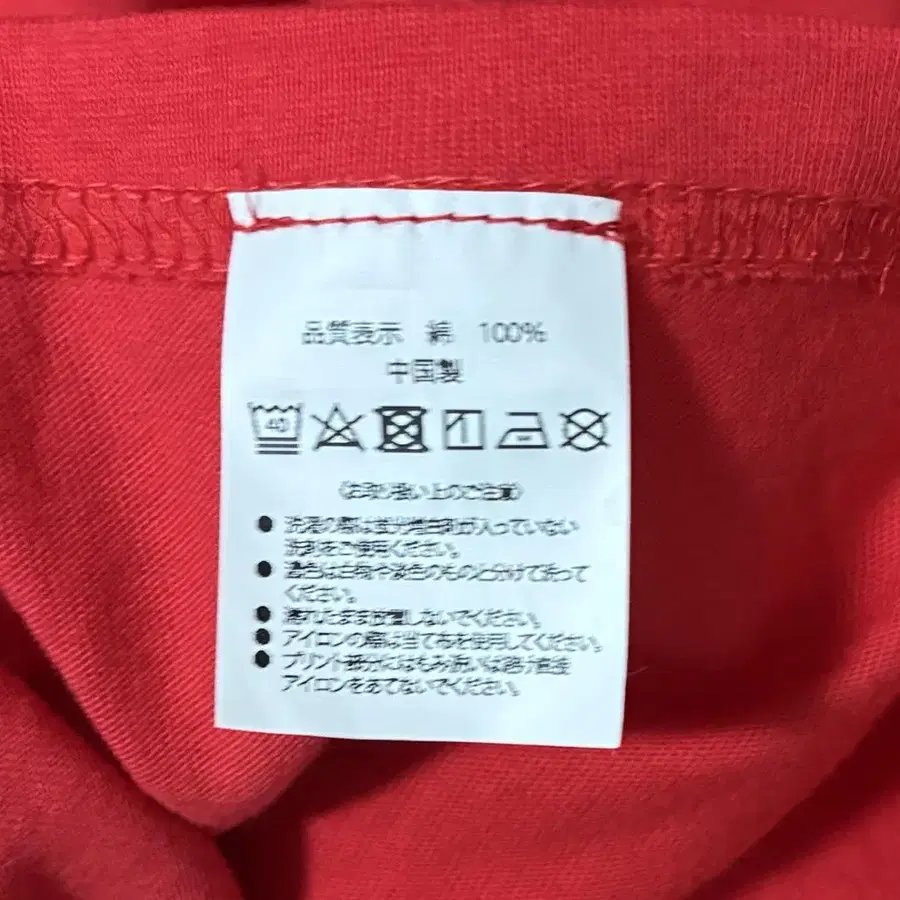 品質表示 綿 100%
中国製
40
〈お取り扱い上のご注意〉
● 洗濯の際は蛍光増白剤が入っていない
洗剤をご使用ください。
● 濃色は白物や淡色のものと分けて洗って
ください。
● 濡れたまま放置しないでください。
● アイロンの際は当て布を使用してください。
● プリント部分にはもみ洗いは避け直接
アイロンをあてないでください。